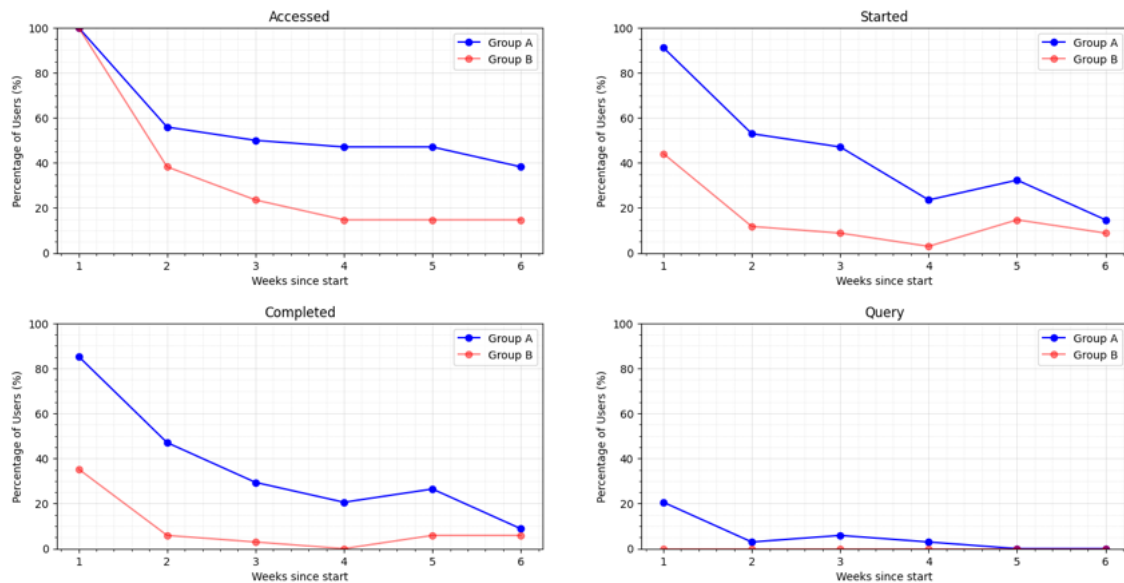 Accessed
Percentage of Users (%)
100
80
60
40
20
0
Group A
Group B
1 2 3 4 5 6
Weeks since start
Started
Percentage of Users (%)
100
80
60
40
20
0
Group A
Group B
1 2 3 4 5 6
Weeks since start
Completed
Percentage of Users (%)
100
80
60
40
20
0
Group A
Group B
1 2 3 4 5 6
Weeks since start
Query
Percentage of Users (%)
100
80
60
40
20
0
Group A
Group B
1 2 3 4 5 6
Weeks since start